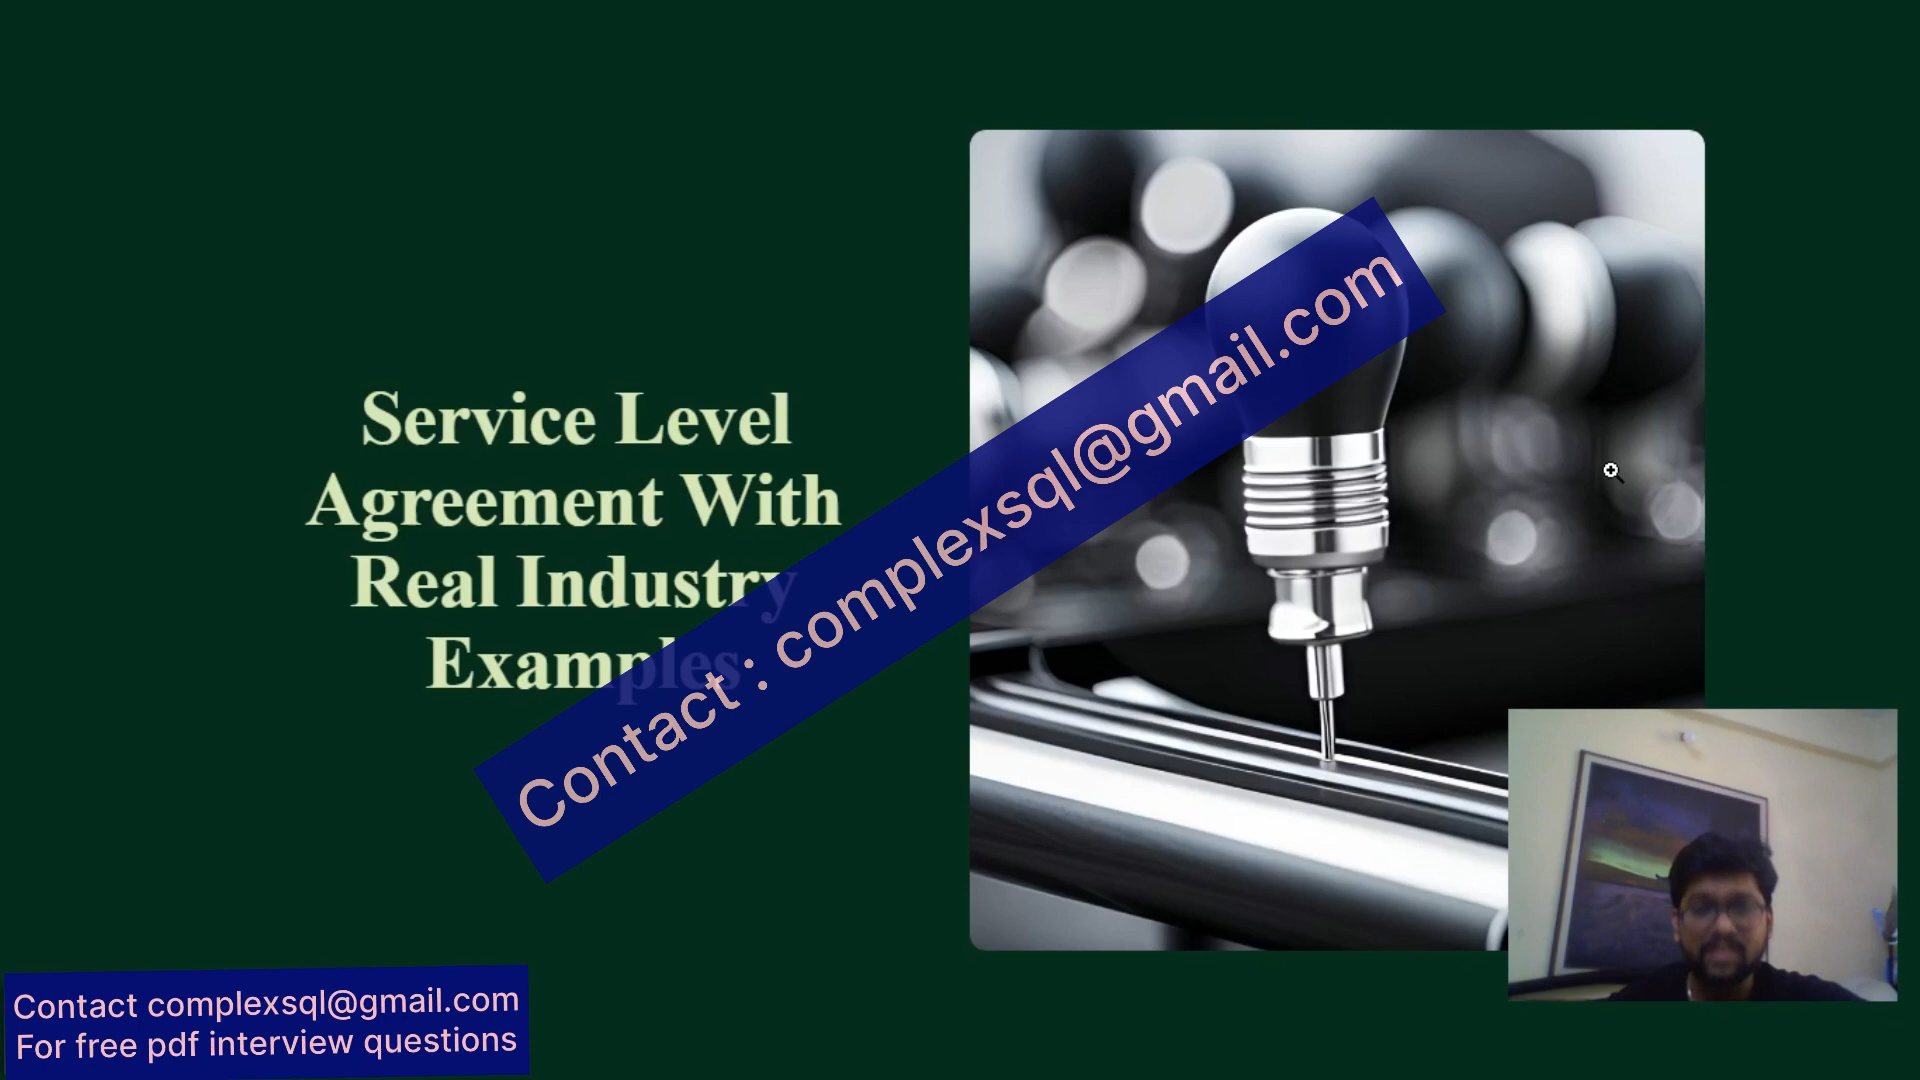 Service Level
Agreement With
Real Industry
Examples
Contact : complexsql@gmail.com
Contact complexsql@gmail.com
For free pdf interview questions